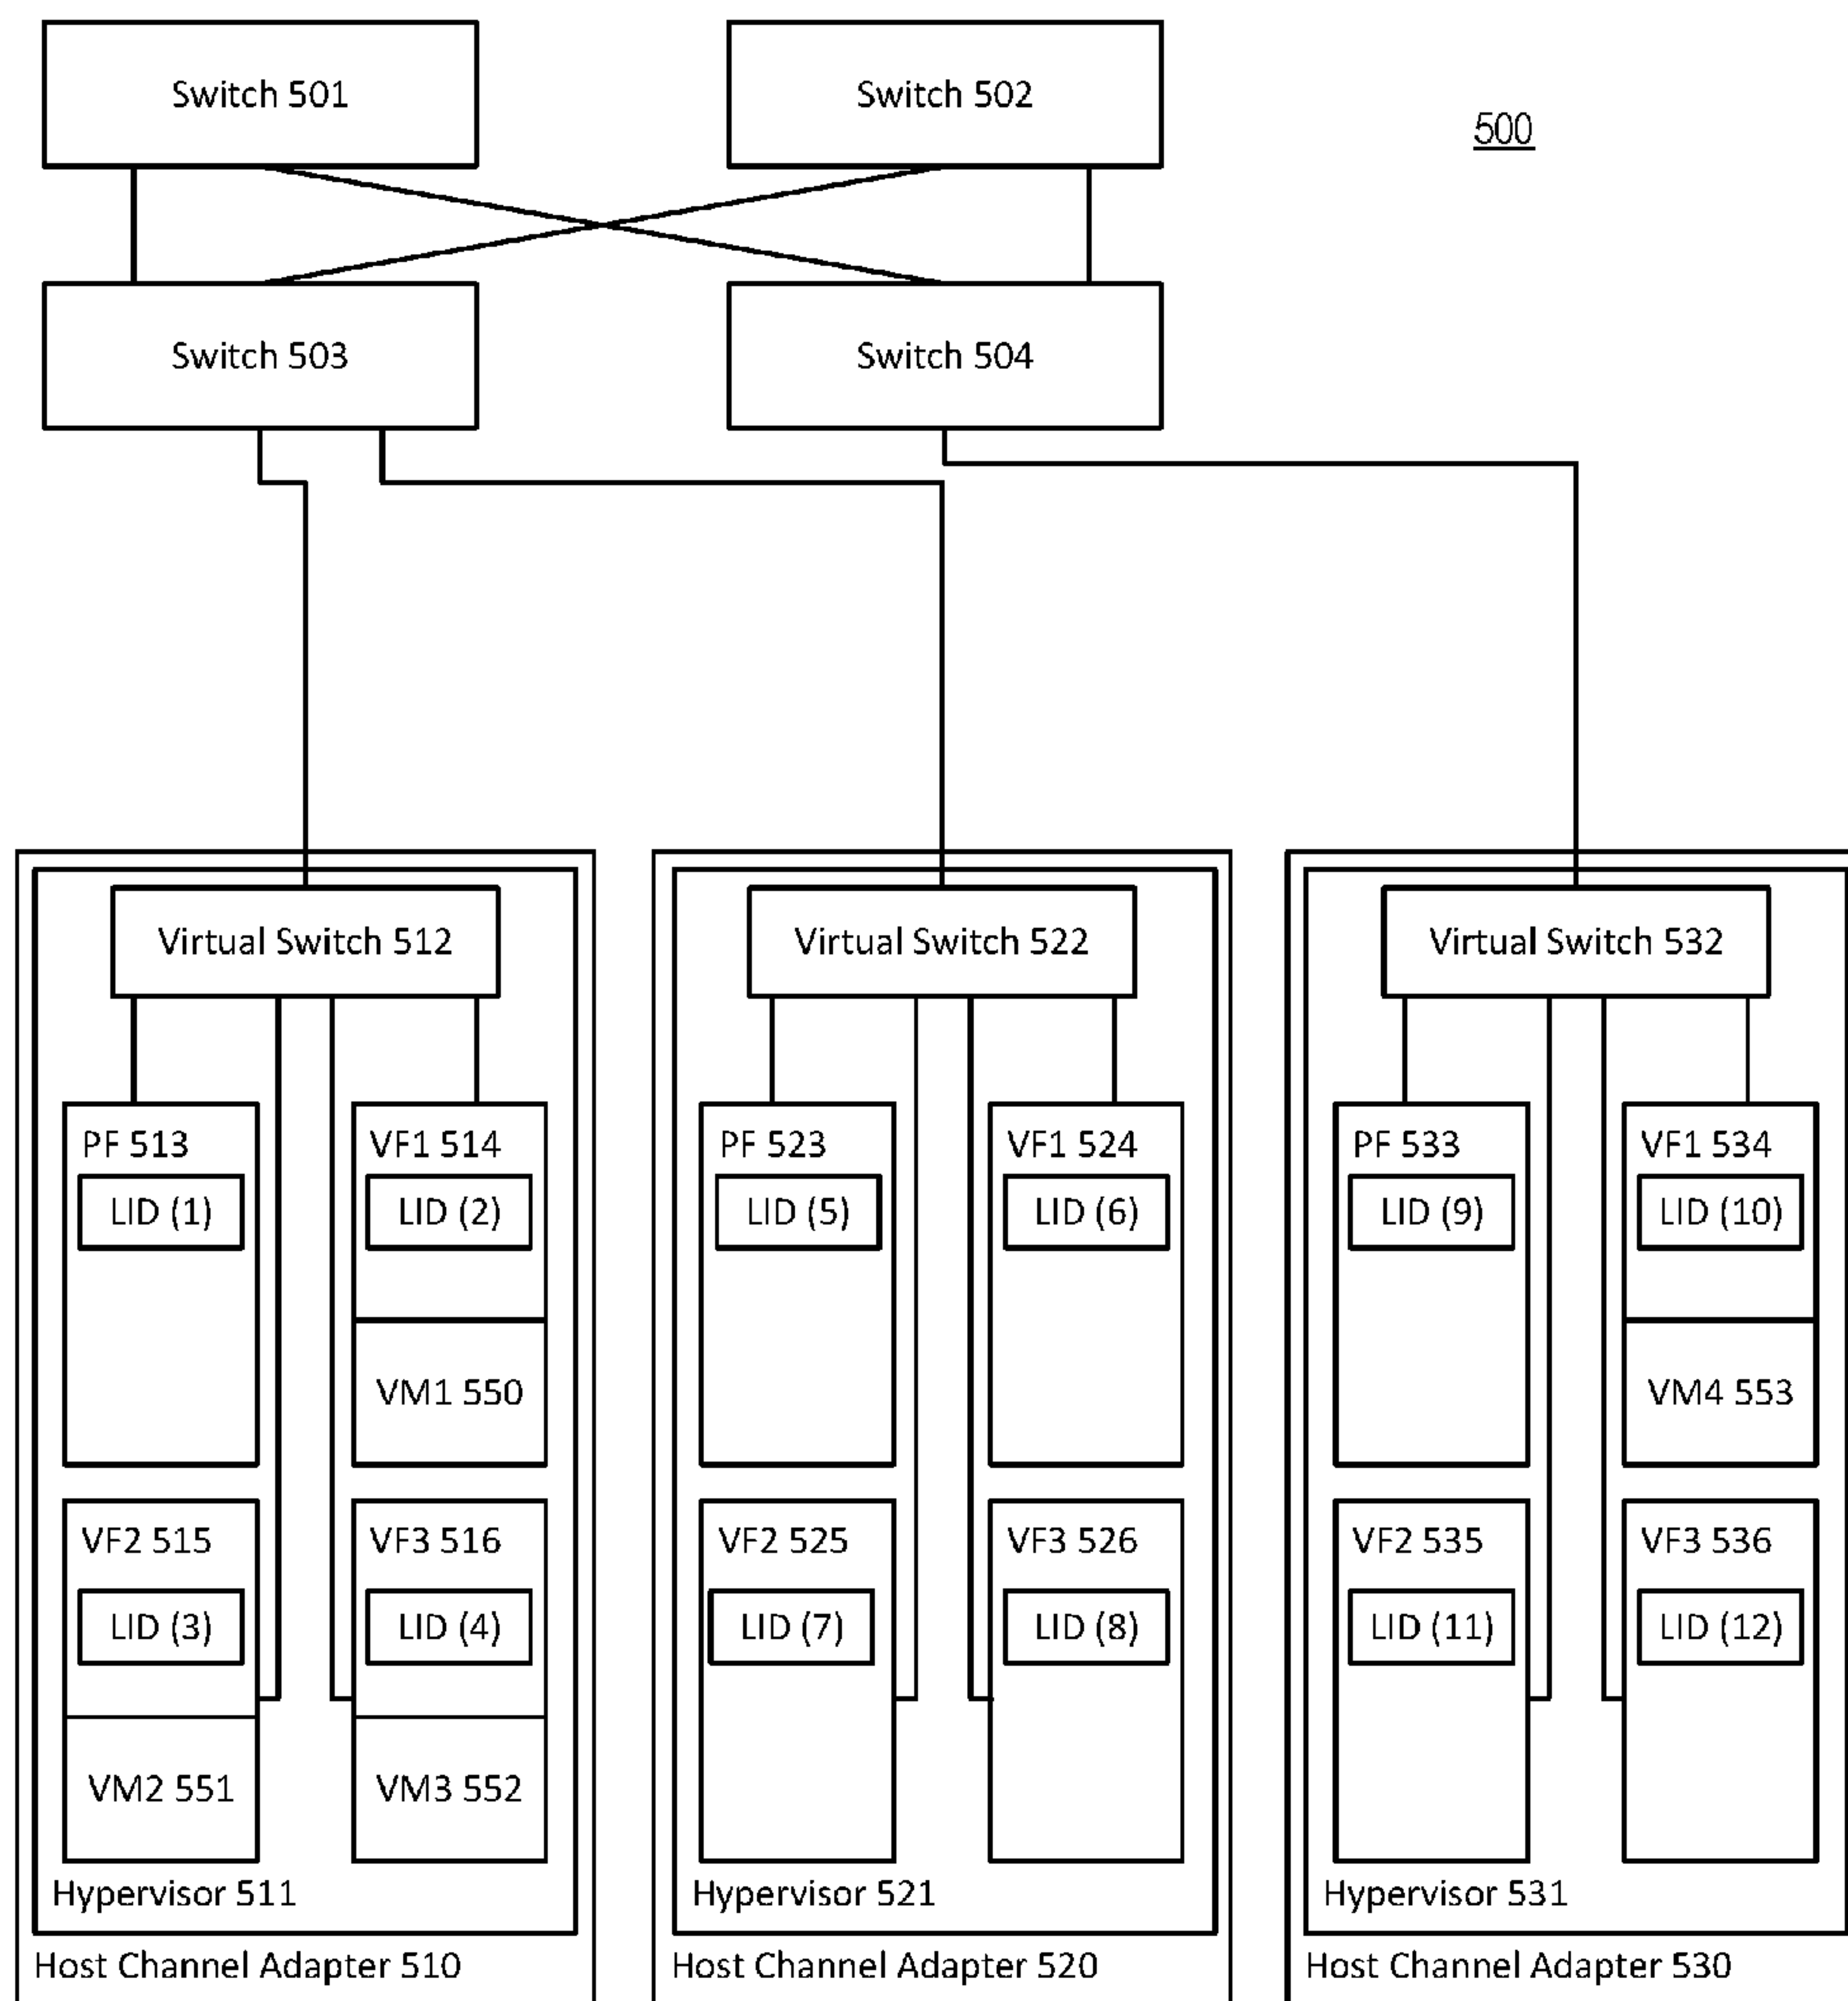 Switch 501
Switch 502
500
Switch 503
Switch 504
Virtual Switch 512
Virtual Switch 522
Virtual Switch 532
PF 513
LID (1)
VF1 514
LID (2)
VM1 550
PF 523
LID (5)
VF1 524
LID (6)
PF 533
LID (9)
VF1 534
LID (10)
VM4 553
VF2 515
LID (3)
VM2 551
VF3 516
LID (4)
VM3 552
VF2 525
LID (7)
VF3 526
LID (8)
VF2 535
LID (11)
VF3 536
LID (12)
Hypervisor 511
Hypervisor 521
Hypervisor 531
Host Channel Adapter 510
Host Channel Adapter 520
Host Channel Adapter 530